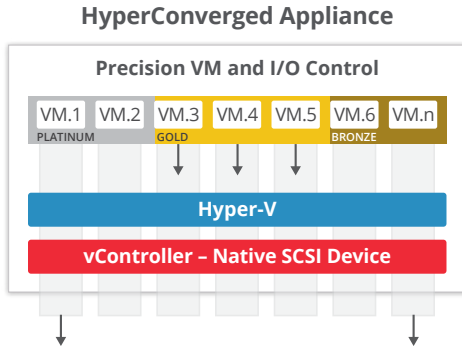 HyperConverged Appliance
Precision VM and I/O Control
VM.1 VM.2 VM.3 VM.4 VM.5 VM.6 VM.n
PLATINUM GOLD BRONZE
Hyper-V
vController – Native SCSI Device